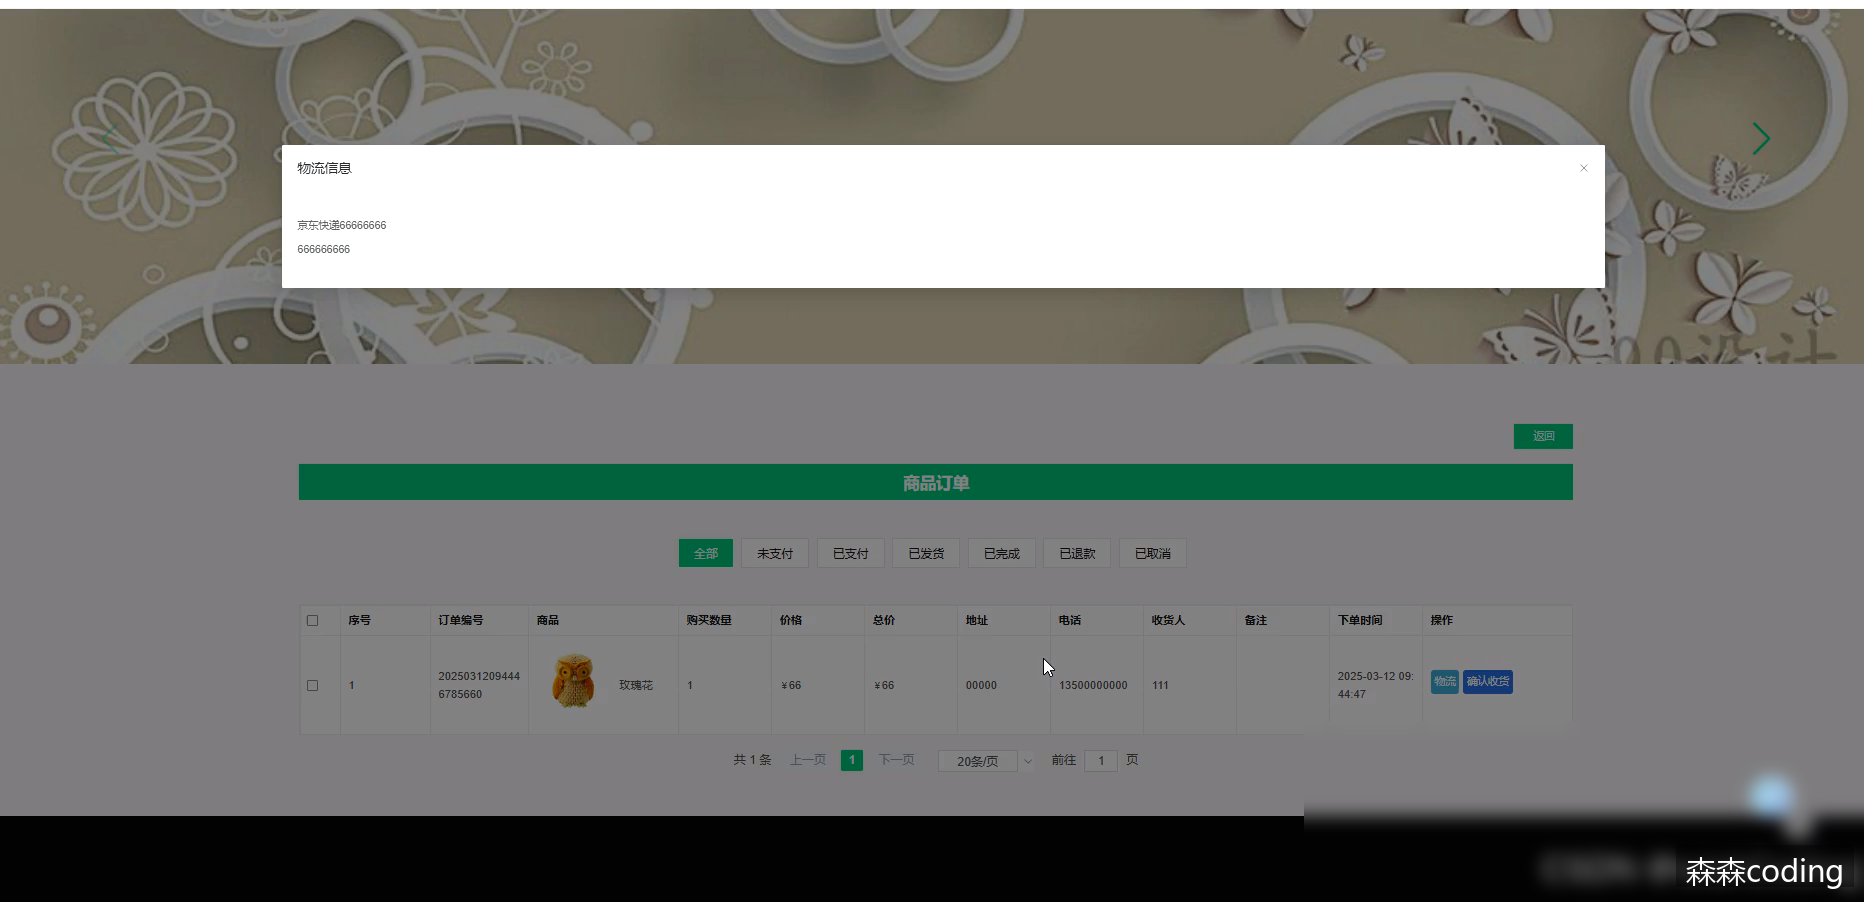 物流信息
京东快递66666666
666666666
返回
商品订单
全部 未支付 已支付 已发货 已完成 已退款 已取消
序号 订单编号 商品 购买数量 价格 总价 地址 电话 收货人 备注 下单时间 操作
1 2025031209444 玫瑰花 1 ¥66 ¥66 00000 13500000000 111 2025-03-12 09: 物流 确认收货
6785660 44:47
共 1 条 上一页 1 下一页 20条/页 前往 1 页
森森coding